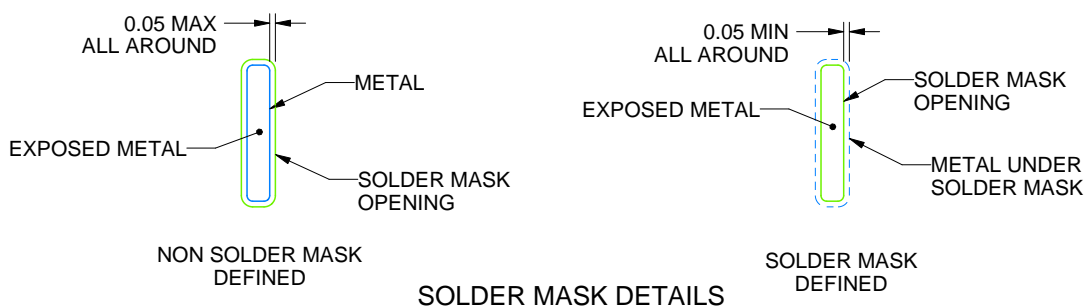 0.05 MAX
ALL AROUND
METAL
EXPOSED METAL
SOLDER MASK
OPENING
NON SOLDER MASK
DEFINED
0.05 MIN
ALL AROUND
SOLDER MASK
OPENING
EXPOSED METAL
METAL UNDER
SOLDER MASK
SOLDER MASK
DEFINED
SOLDER MASK DETAILS